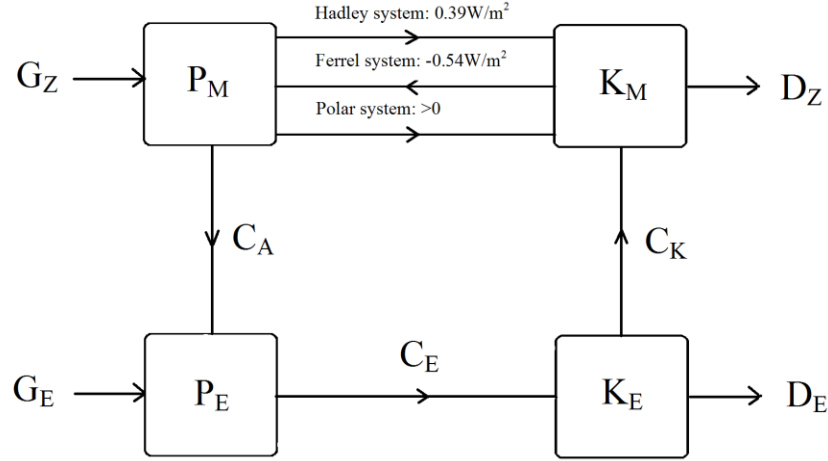 Hadley system: 0.39W/m²
G_Z
P_M
Ferrel system: -0.54W/m²
K_M
D_Z
Polar system: >0
C_A
C_K
G_E
P_E
C_E
K_E
D_E